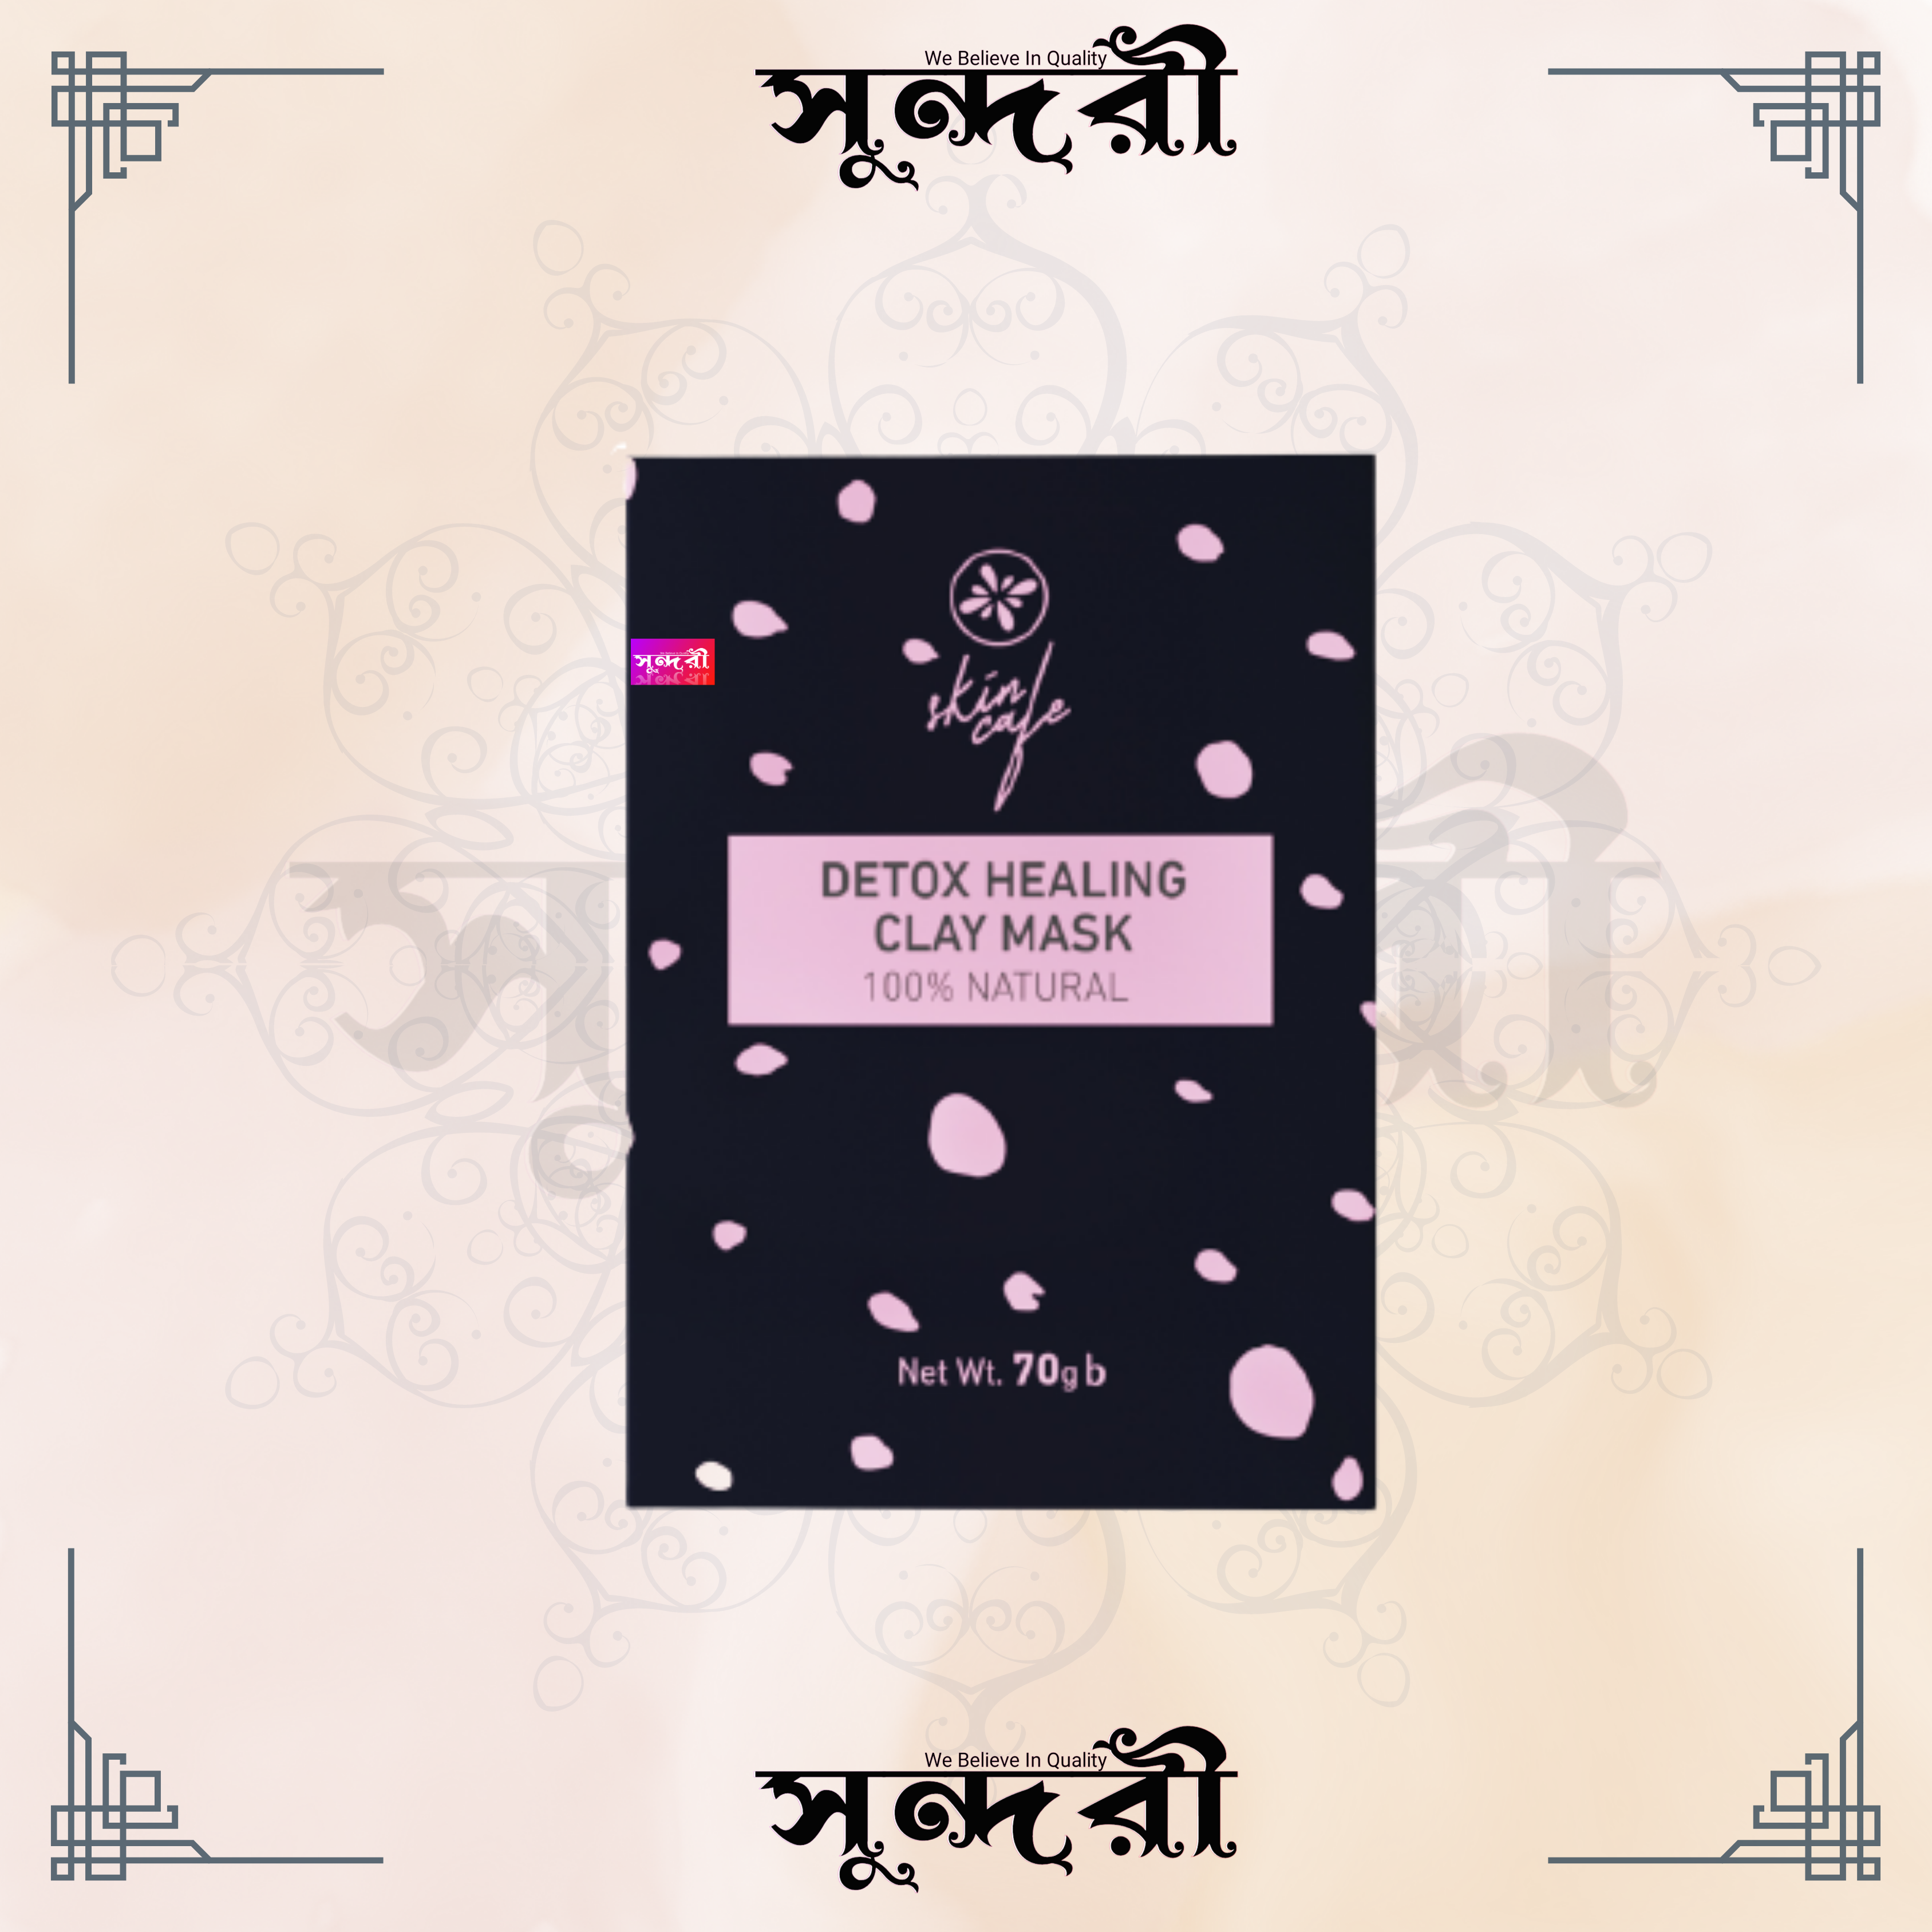 We Believe In Quality
সুন্দরী
সুন্দরী
skin
cafe
DETOX HEALING
CLAY MASK
100% NATURAL
Net Wt. 70g b
We Believe In Quality
সুন্দরী